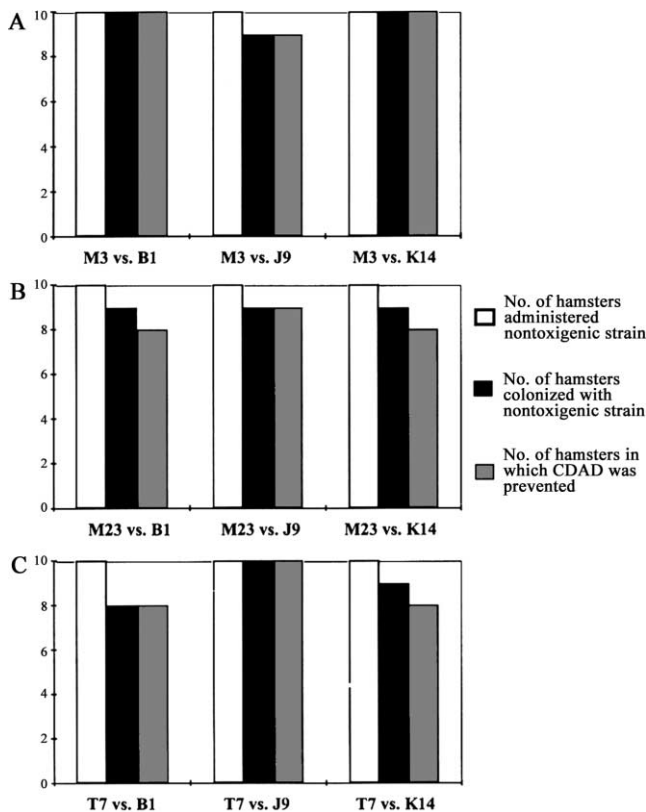 A
10
8
6
4
2
0
M3 vs. B1 M3 vs. J9 M3 vs. K14
B
10
8
6
4
2
0
M23 vs. B1 M23 vs. J9 M23 vs. K14
No. of hamsters
administered
nontoxigenic strain
No. of hamsters
colonized with
nontoxigenic strain
No. of hamsters in
which CDAD was
prevented
C
10
8
6
4
2
0
T7 vs. B1 T7 vs. J9 T7 vs. K14